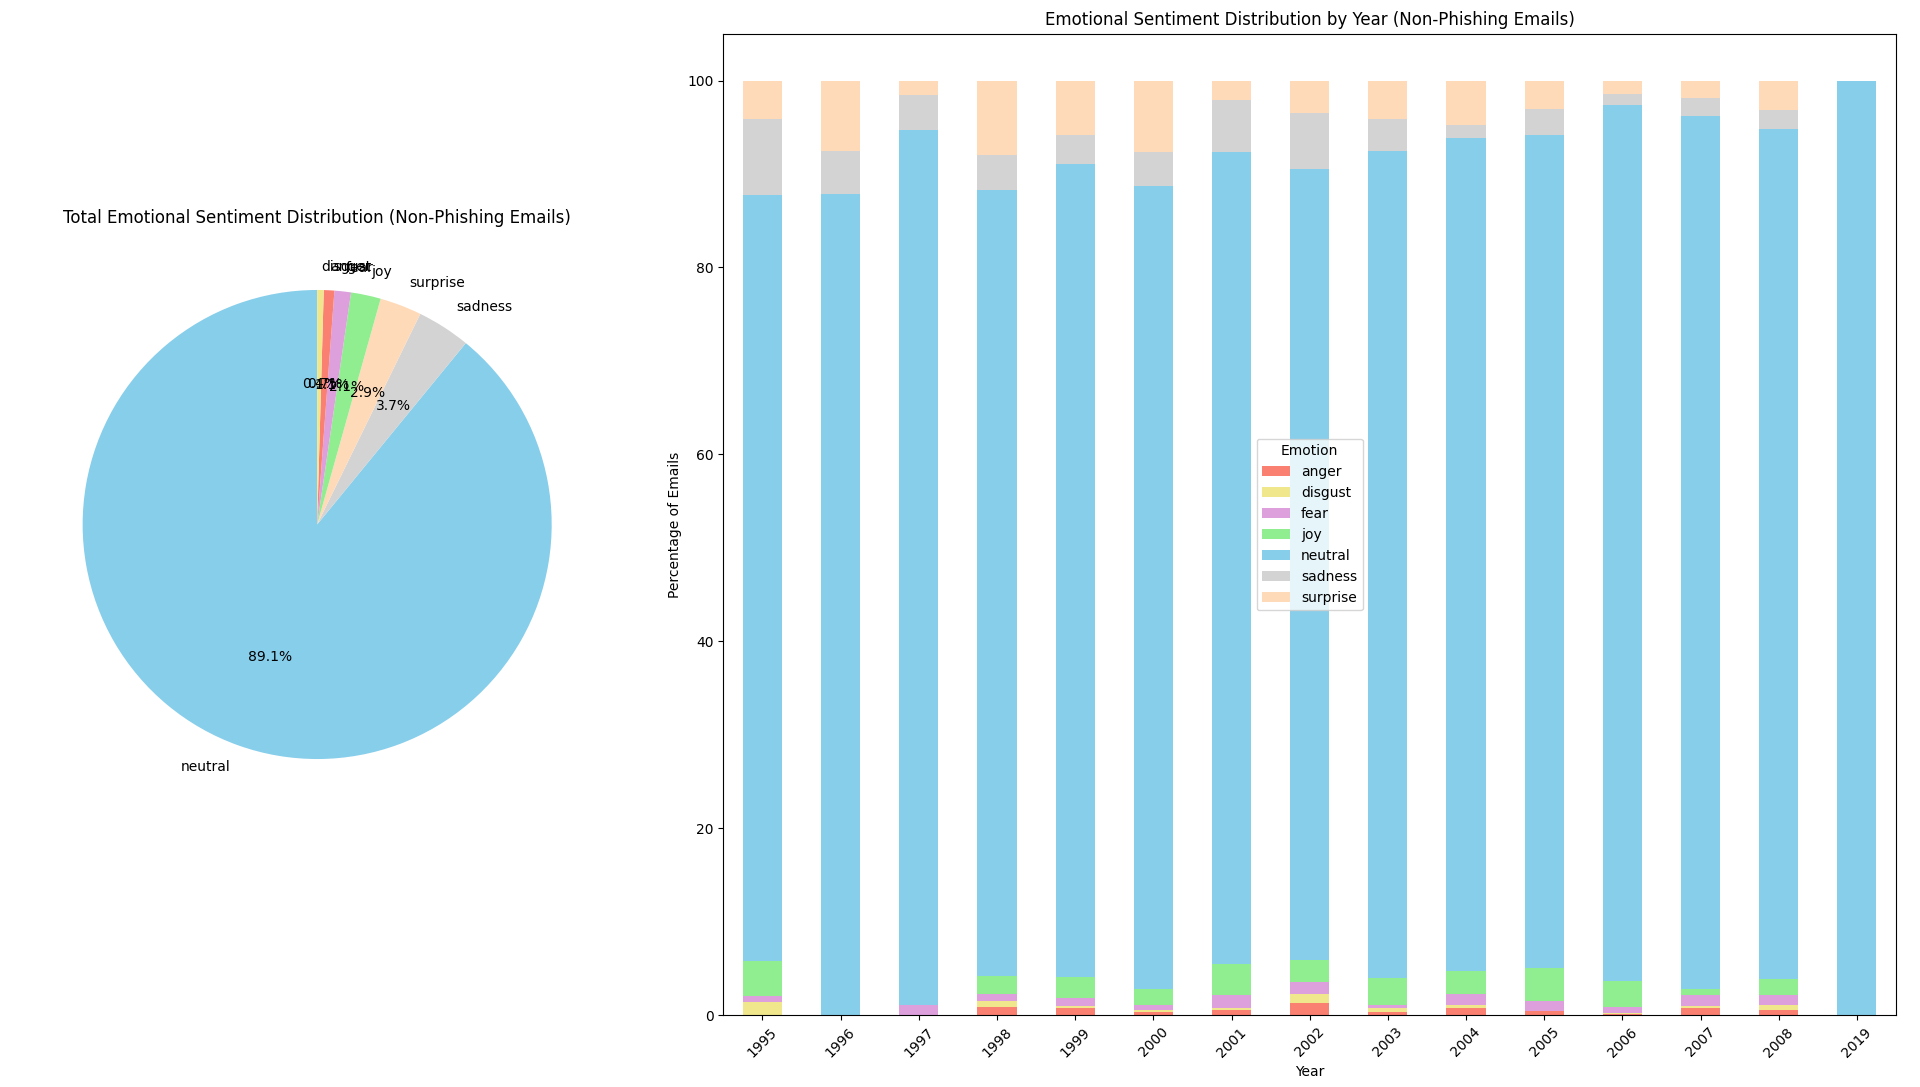 Total Emotional Sentiment Distribution (Non-Phishing Emails)
joy
surprise
sadness
2.1%
2.9%
3.7%
89.1%
neutral
Emotional Sentiment Distribution by Year (Non-Phishing Emails)
Percentage of Emails
100
80
60
40
20
0
Emotion
anger
disgust
fear
joy
neutral
sadness
surprise
1995
1996
1997
1998
1999
2000
2001
2002
2003
2004
2005
2006
2007
2008
2019
Year